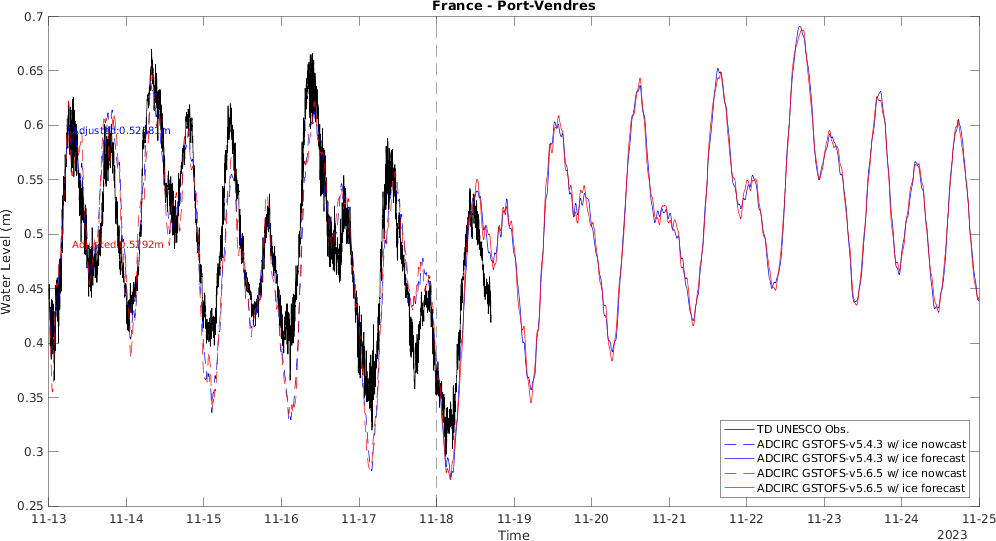 France - Port-Vendres
0.7
0.65
0.6
0.55
0.5
0.45
0.4
0.35
0.3
0.25
Water Level (m)
Adjusted:0.5292m
11-13
11-14
11-15
11-16
11-17
11-18
11-19
11-20
11-21
11-22
11-23
11-24
11-25
Time
2023
TD UNESCO Obs.
ADCIRC GSTOFS-v5.4.3 w/ ice nowcast
ADCIRC GSTOFS-v5.4.3 w/ ice forecast
ADCIRC GSTOFS-v5.6.5 w/ ice nowcast
ADCIRC GSTOFS-v5.6.5 w/ ice forecast